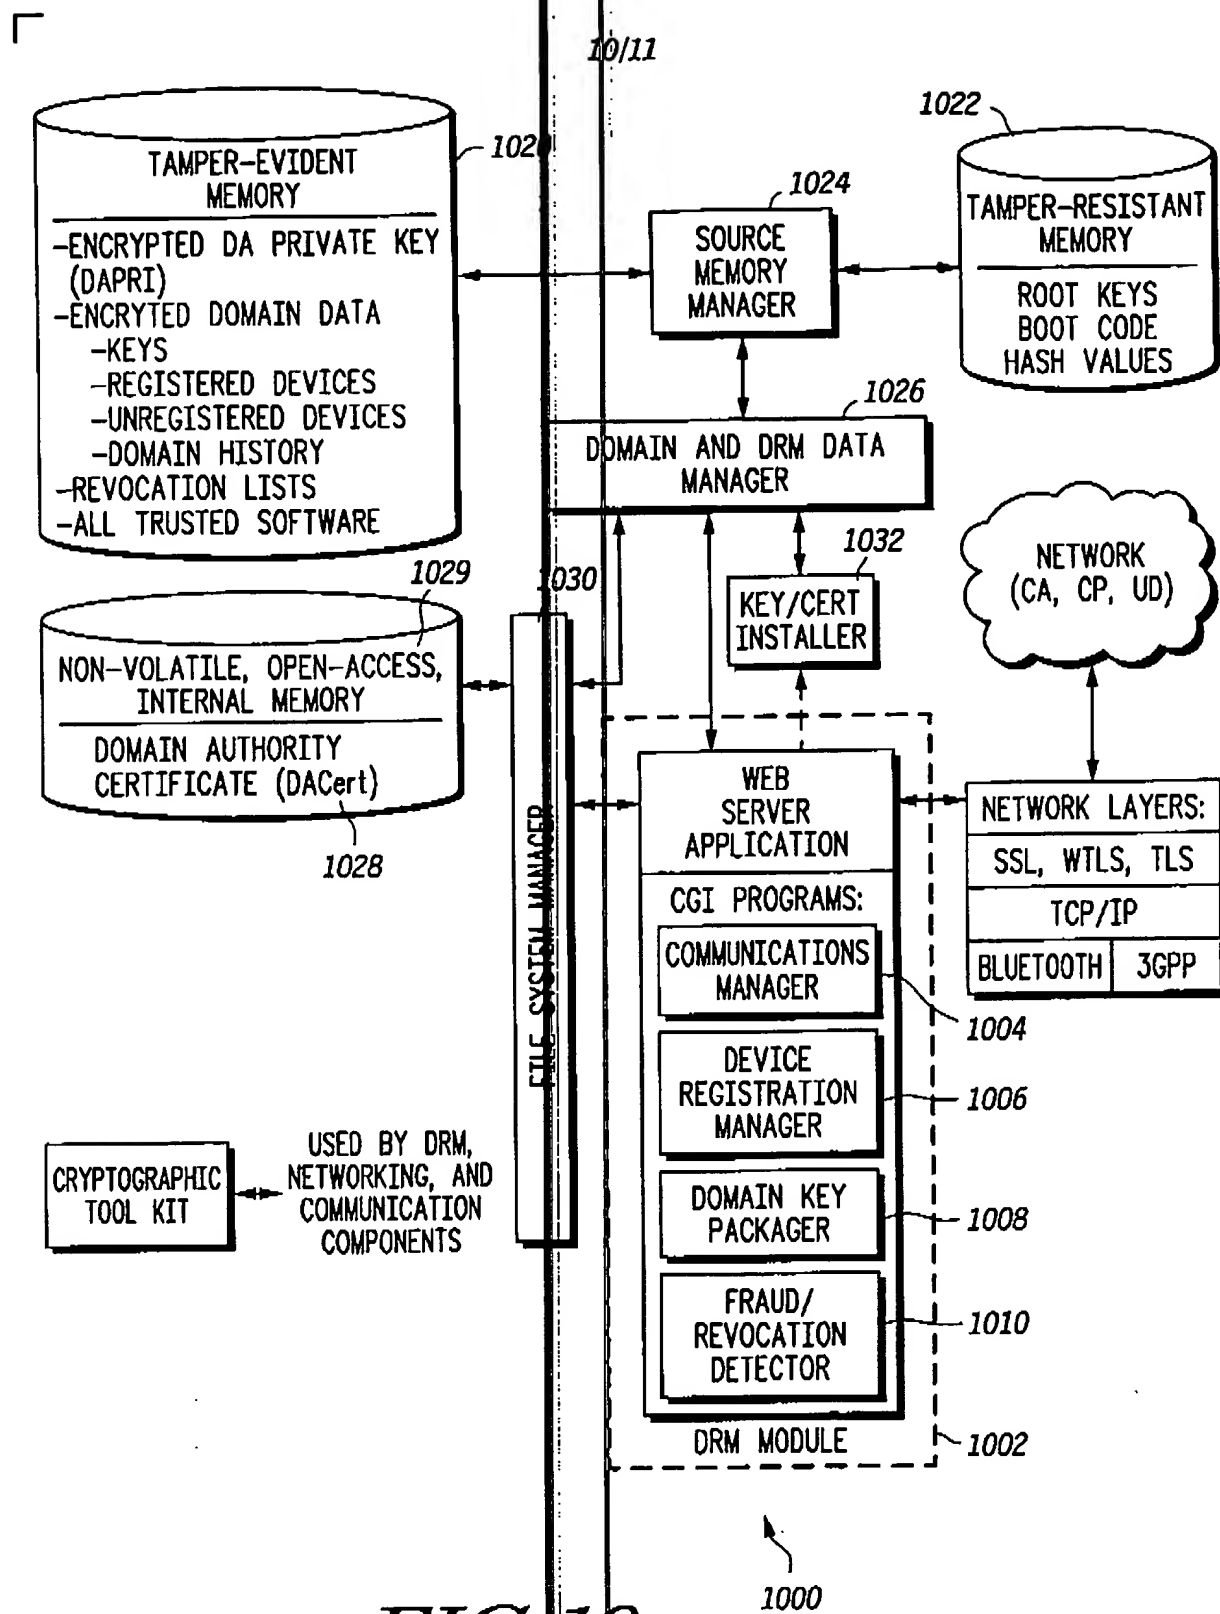 10/11
TAMPER-EVIDENT
MEMORY
-ENCRYPTED DA PRIVATE KEY
(DAPRI)
-ENCRYTED DOMAIN DATA
-KEYS
-REGISTERED DEVICES
-UNREGISTERED DEVICES
-DOMAIN HISTORY
-REVOCATION LISTS
-ALL TRUSTED SOFTWARE
1024
SOURCE
MEMORY
MANAGER
1022
TAMPER-RESISTANT
MEMORY
ROOT KEYS
BOOT CODE
HASH VALUES
1026
DOMAIN AND DRM DATA
MANAGER
1032
KEY/CERT
INSTALLER
NETWORK
(CA, CP, UD)
1029
NON-VOLATILE, OPEN-ACCESS,
INTERNAL MEMORY
DOMAIN AUTHORITY
CERTIFICATE (DACert)
1028
1030
FILE SYSTEM MANAGER
WEB
SERVER
APPLICATION
CGI PROGRAMS:
COMMUNICATIONS
MANAGER
1004
DEVICE
REGISTRATION
MANAGER
1006
DOMAIN KEY
PACKAGER
1008
FRAUD/
REVOCATION
DETECTOR
1010
DRM MODULE
1002
NETWORK LAYERS:
SSL, WTLS, TLS
TCP/IP
BLUETOOTH
3GPP
CRYPTOGRAPHIC
TOOL KIT
USED BY DRM,
NETWORKING, AND
COMMUNICATION
COMPONENTS
1000